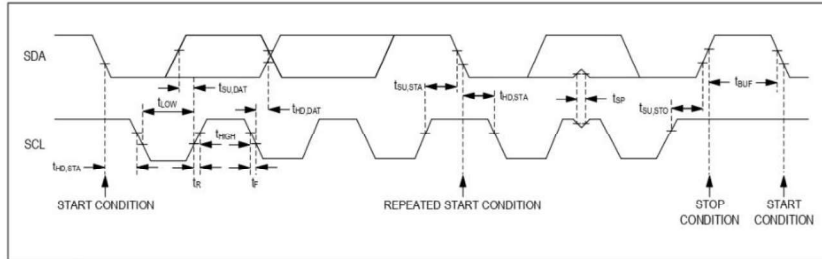 SDA
tSU,DAT
tHD,DAT
tLOW
tSU,STA
tHD,STA
tSP
tSU,STO
tBUF
SCL
tHIGH
tHD,STA
tR
tF
START CONDITION
REPEATED START CONDITION
STOP
CONDITION
START
CONDITION